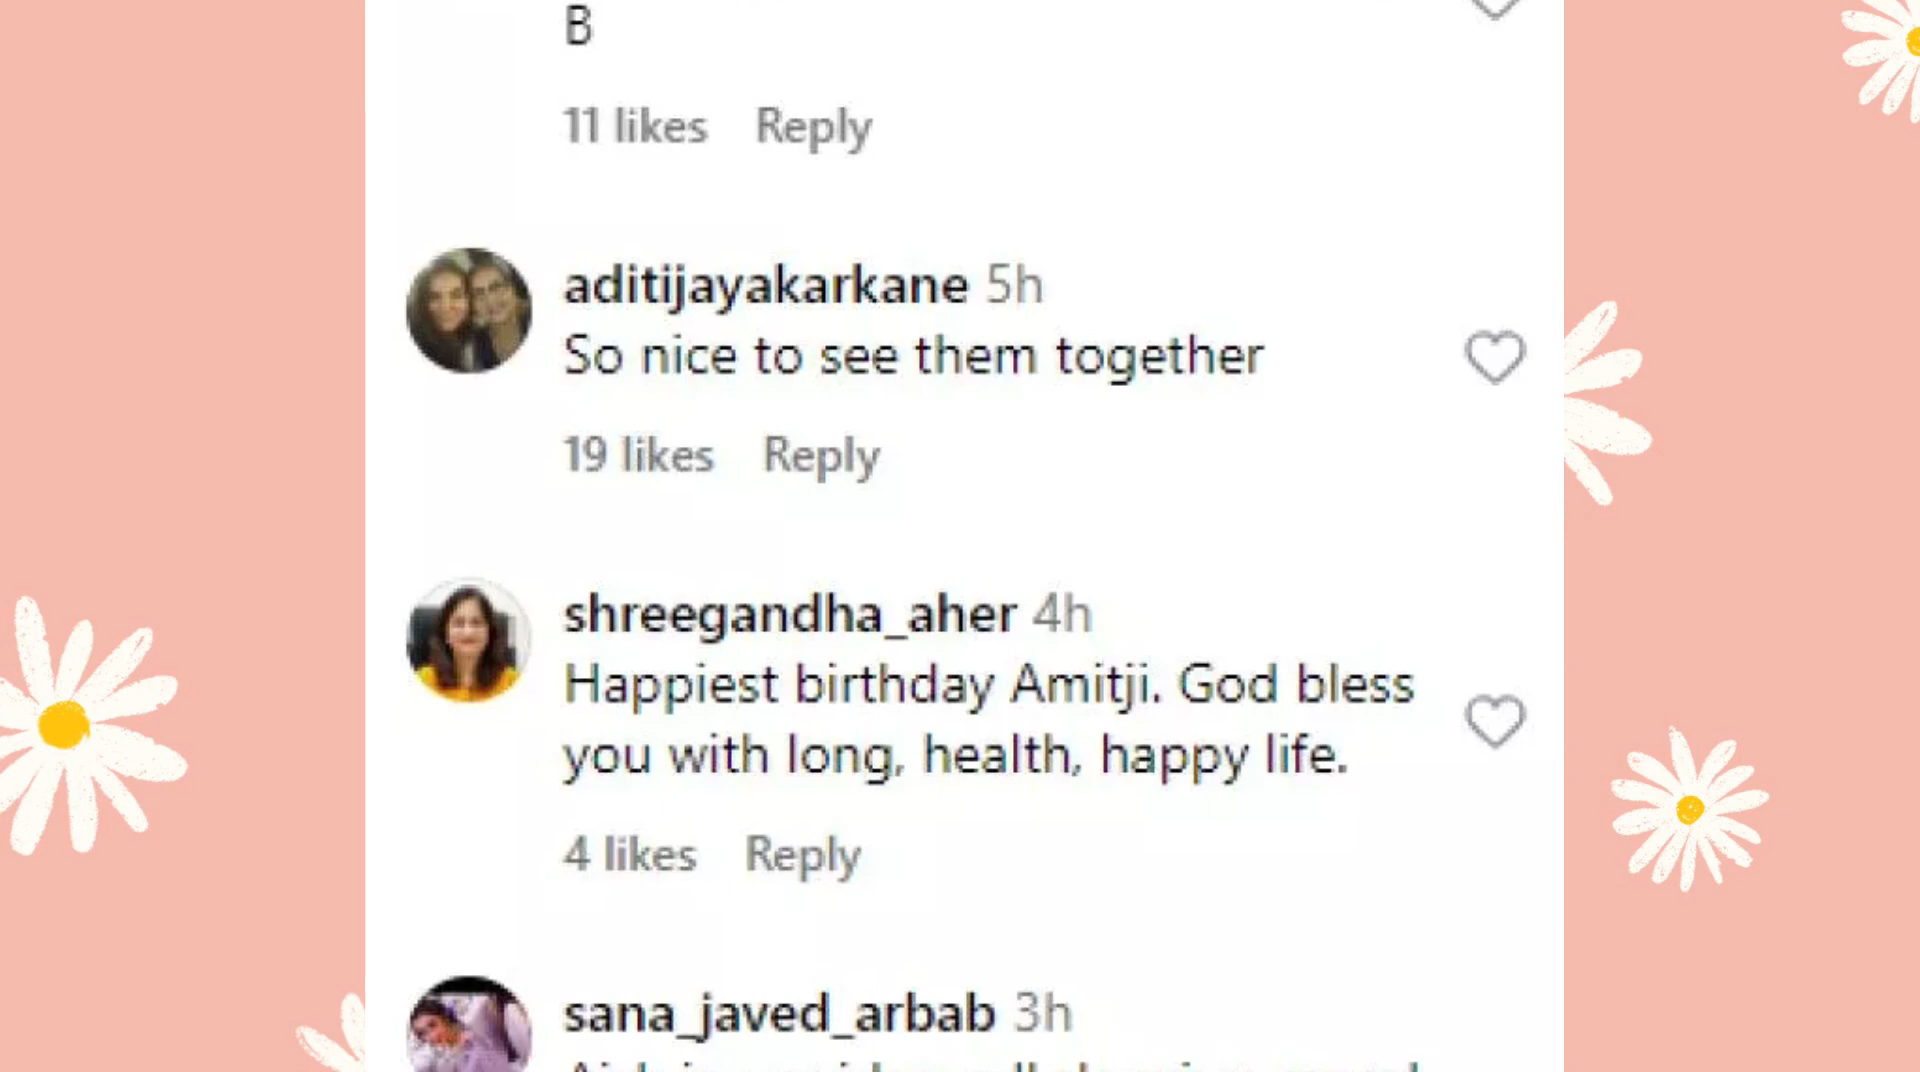 B
11 likes Reply
aditijayakarkane 5h
So nice to see them together
19 likes Reply
shreegandha_aher 4h
Happiest birthday Amitji. God bless
you with long, health, happy life.
4 likes Reply
sana_javed_arbab 3h